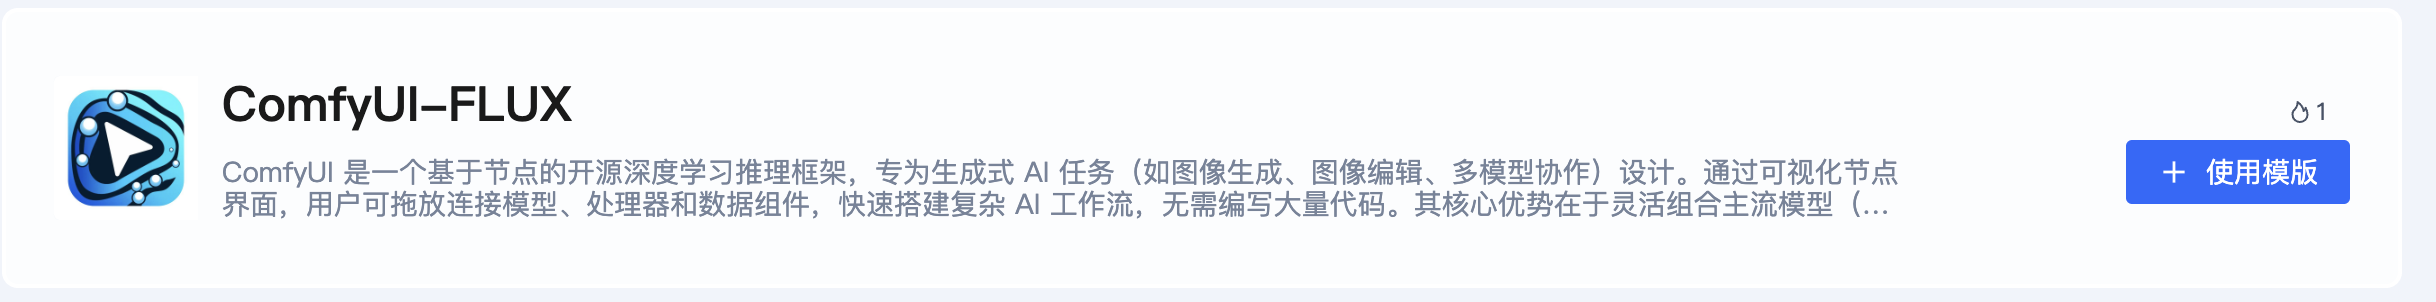 ComfyUI-FLUX
1
ComfyUI 是一个基于节点的开源深度学习推理框架，专为生成式 AI 任务（如图像生成、图像编辑、多模型协作）设计。通过可视化节点
界面，用户可拖放连接模型、处理器和数据组件，快速搭建复杂 AI 工作流，无需编写大量代码。其核心优势在于灵活组合主流模型（...
+ 使用模版